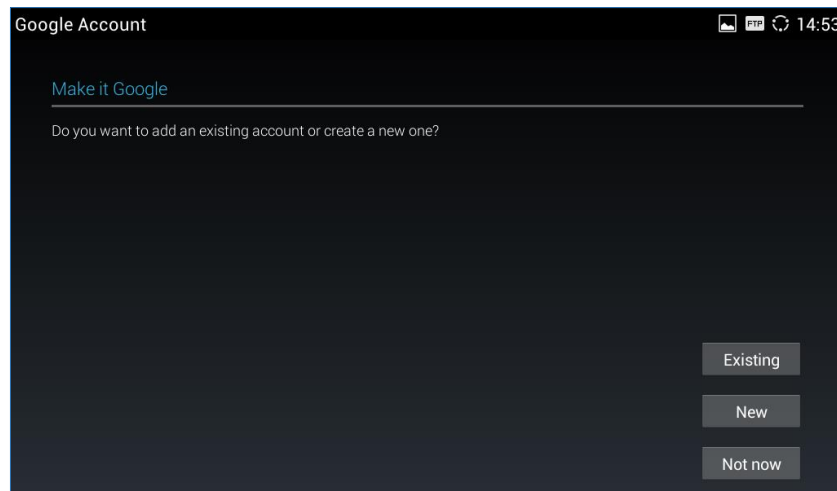 Google Account FTP 14:53
Make it Google
Do you want to add an existing account or create a new one?
Existing
New
Not now